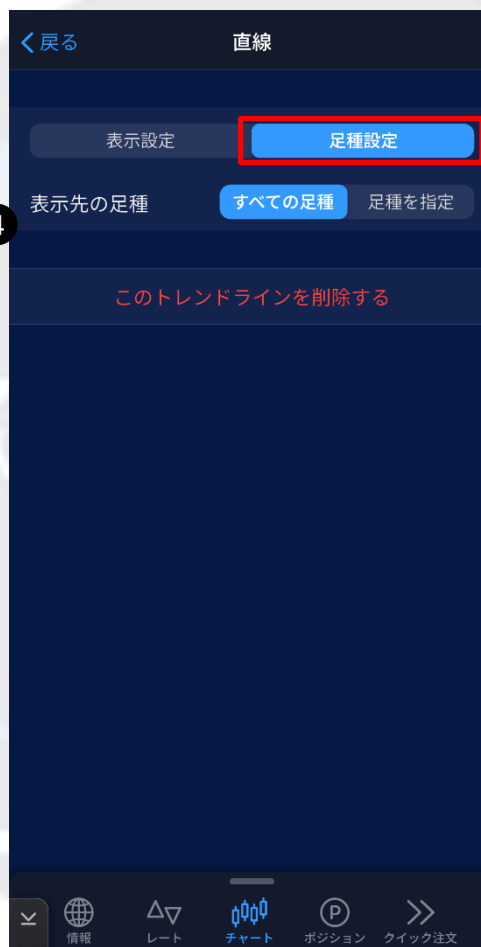 戻る 直線
表示設定 足種設定
4
表示先の足種 すべての足種 足種を指定
このトレンドラインを削除する
P
情報 レート チャート ポジション クイック注文